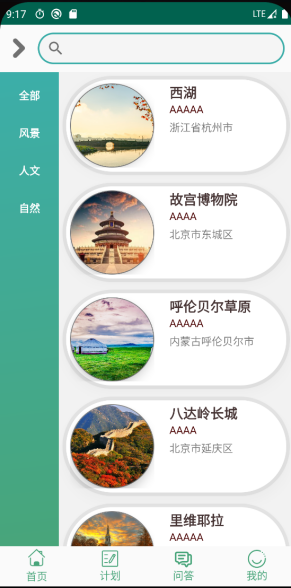 9:17
LTE
全部
风景
人文
自然
西湖
AAAAA
浙江省杭州市
故宫博物院
AAAA
北京市东城区
呼伦贝尔草原
AAAAA
内蒙古呼伦贝尔市
八达岭长城
AAAA
北京市延庆区
里维耶拉
AAAAA
首页
计划
问答
我的